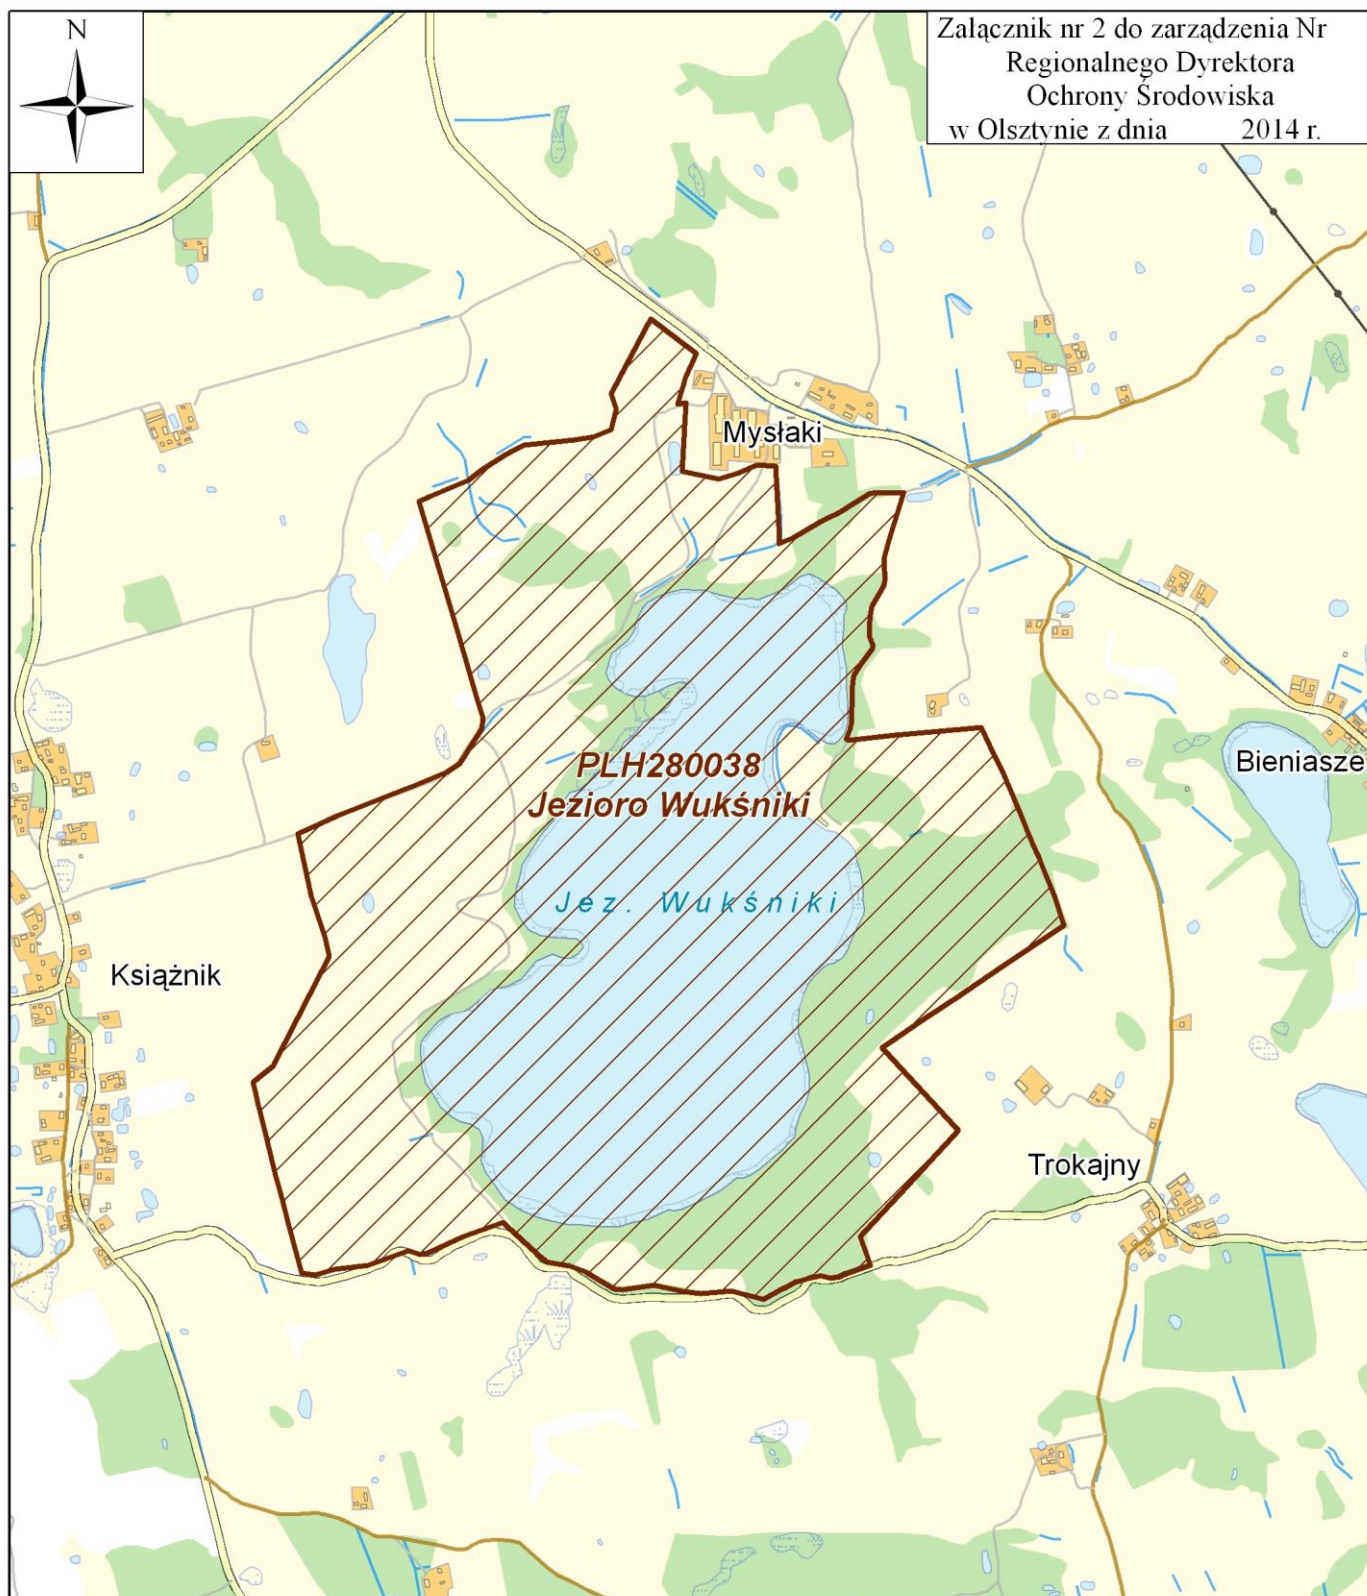 N
Załącznik nr 2 do zarządzenia Nr
Regionalnego Dyrektora
Ochrony Środowiska
w Olsztynie z dnia 2014 r.
Mysłaki
Bieniasze
PLH280038
Jezioro Wukśniki
Jez. Wukśniki
Książnik
Trokajny